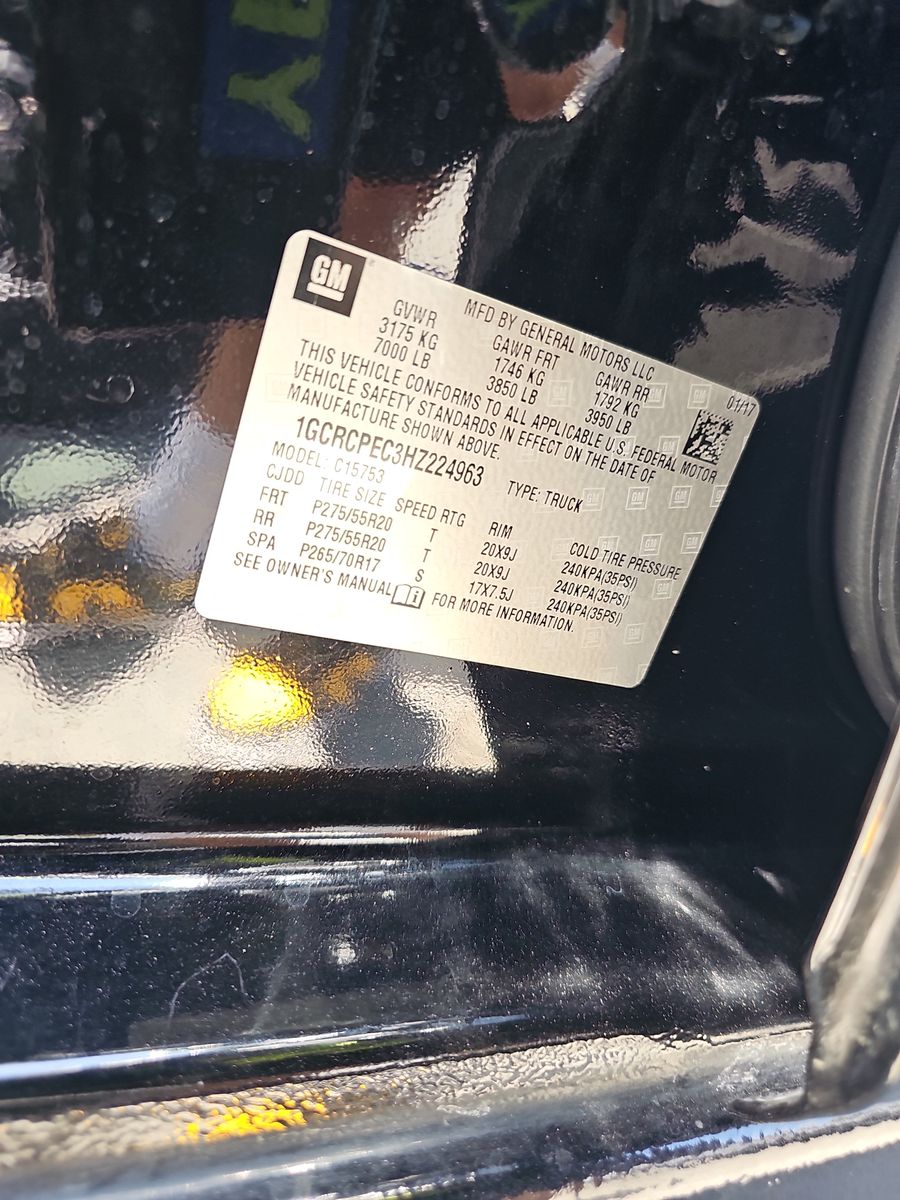 GM
MFD BY GENERAL MOTORS LLC
01/17
GVWR GAWR FRT GAWR RR
3175 KG 1746 KG 1792 KG
7000 LB 3850 LB 3950 LB
THIS VEHICLE CONFORMS TO ALL APPLICABLE U.S. FEDERAL MOTOR
VEHICLE SAFETY STANDARDS IN EFFECT ON THE DATE OF
MANUFACTURE SHOWN ABOVE.
1GCRCPEC3HZ224963 TYPE: TRUCK
MODEL: C15753
CJDD TIRE SIZE SPEED RTG RIM COLD TIRE PRESSURE
FRT P275/55R20 T 20X9J 240KPA(35PSI)
RR P275/55R20 T 20X9J 240KPA(35PSI)
SPA P265/70R17 S 17X7.5J 240KPA(35PSI)
SEE OWNER'S MANUAL FOR MORE INFORMATION.